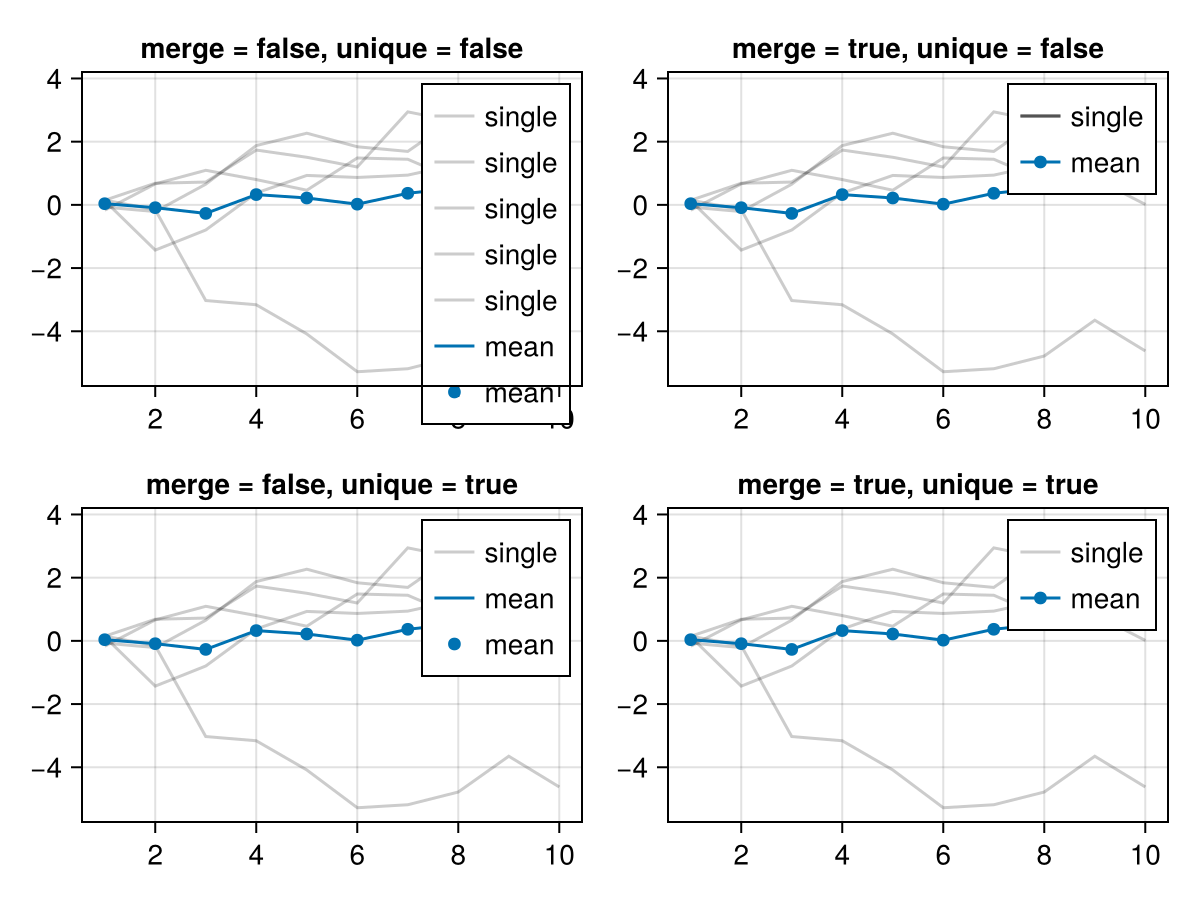 merge = false, unique = false
4
2
0
−2
−4
2
4
6
8
10
single
single
single
single
single
mean
mean
merge = true, unique = false
4
2
0
−2
−4
2
4
6
8
10
single
mean
merge = false, unique = true
4
2
0
−2
−4
2
4
6
8
10
single
mean
mean
merge = true, unique = true
4
2
0
−2
−4
2
4
6
8
10
single
mean